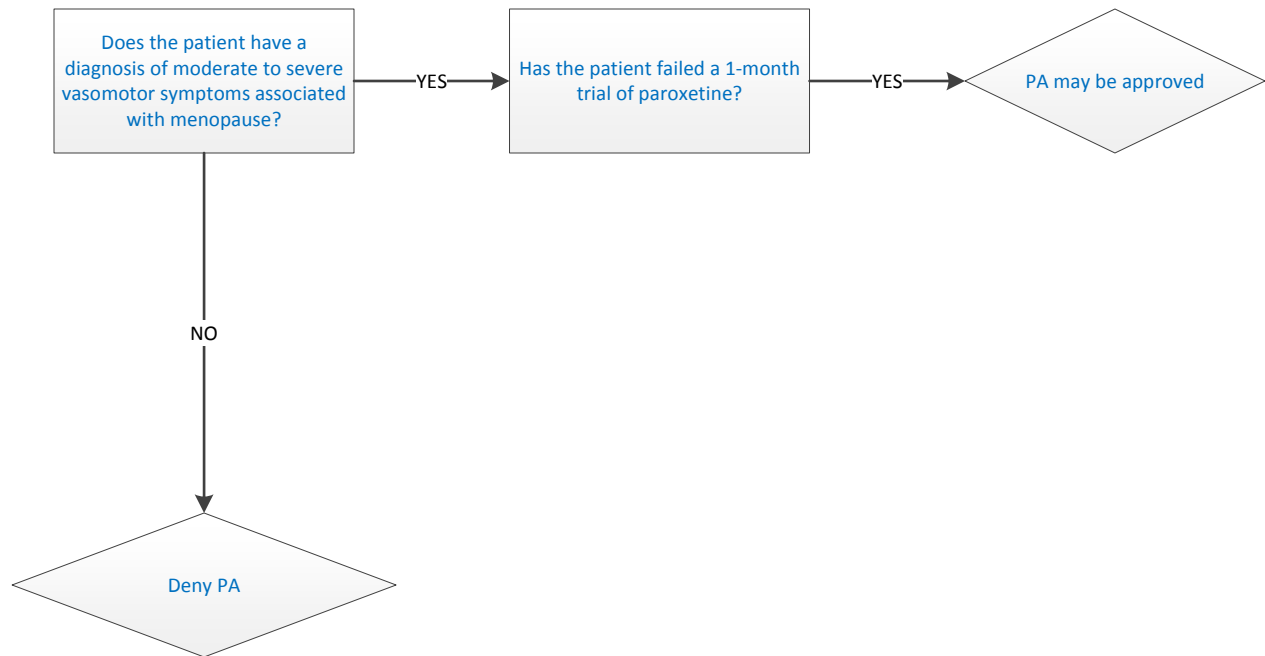 Does the patient have a
diagnosis of moderate to severe
vasomotor symptoms associated
with menopause?
YES
Has the patient failed a 1-month
trial of paroxetine?
YES
PA may be approved
NO
Deny PA